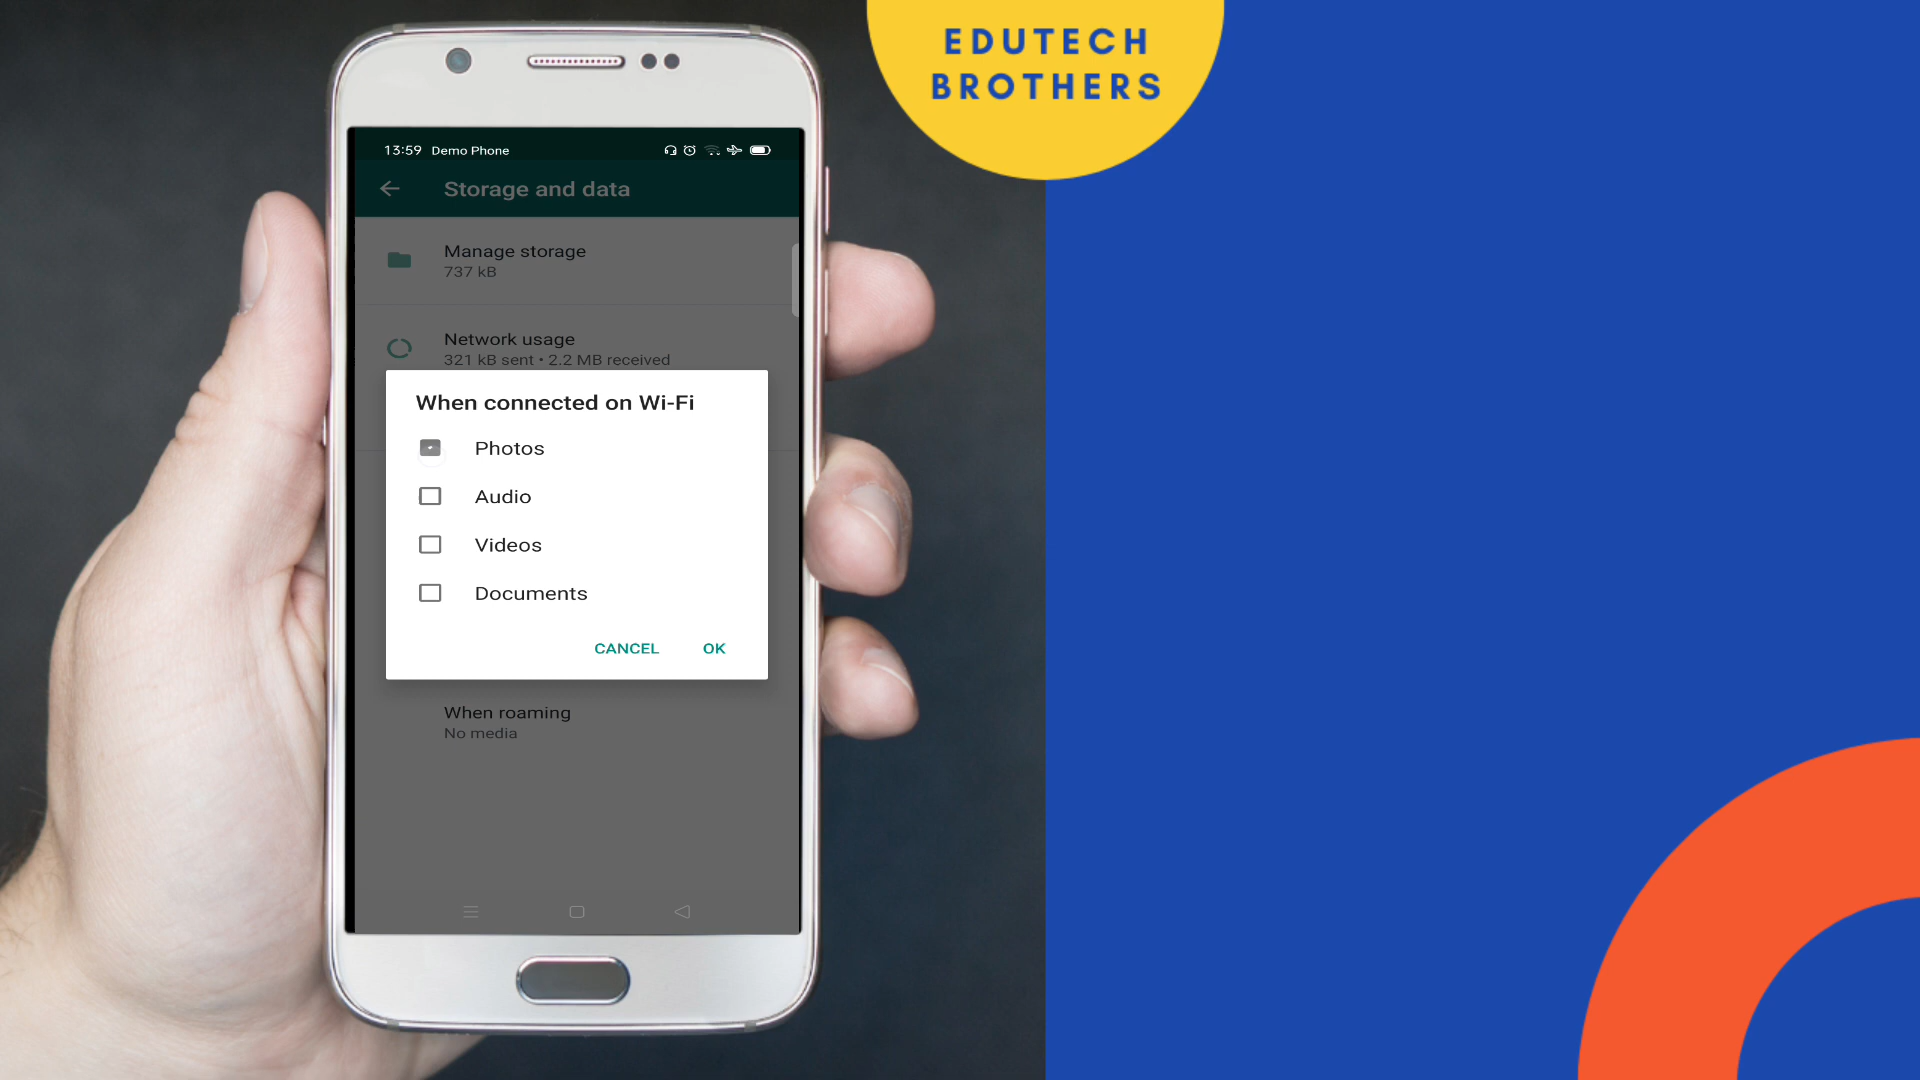 EDUTECH
BROTHERS
13:59 Demo Phone
Storage and data
Manage storage
737 kB
Network usage
321 kB sent • 2.2 MB received
When connected on Wi-Fi
Photos
Audio
Videos
Documents
CANCEL OK
When roaming
No media